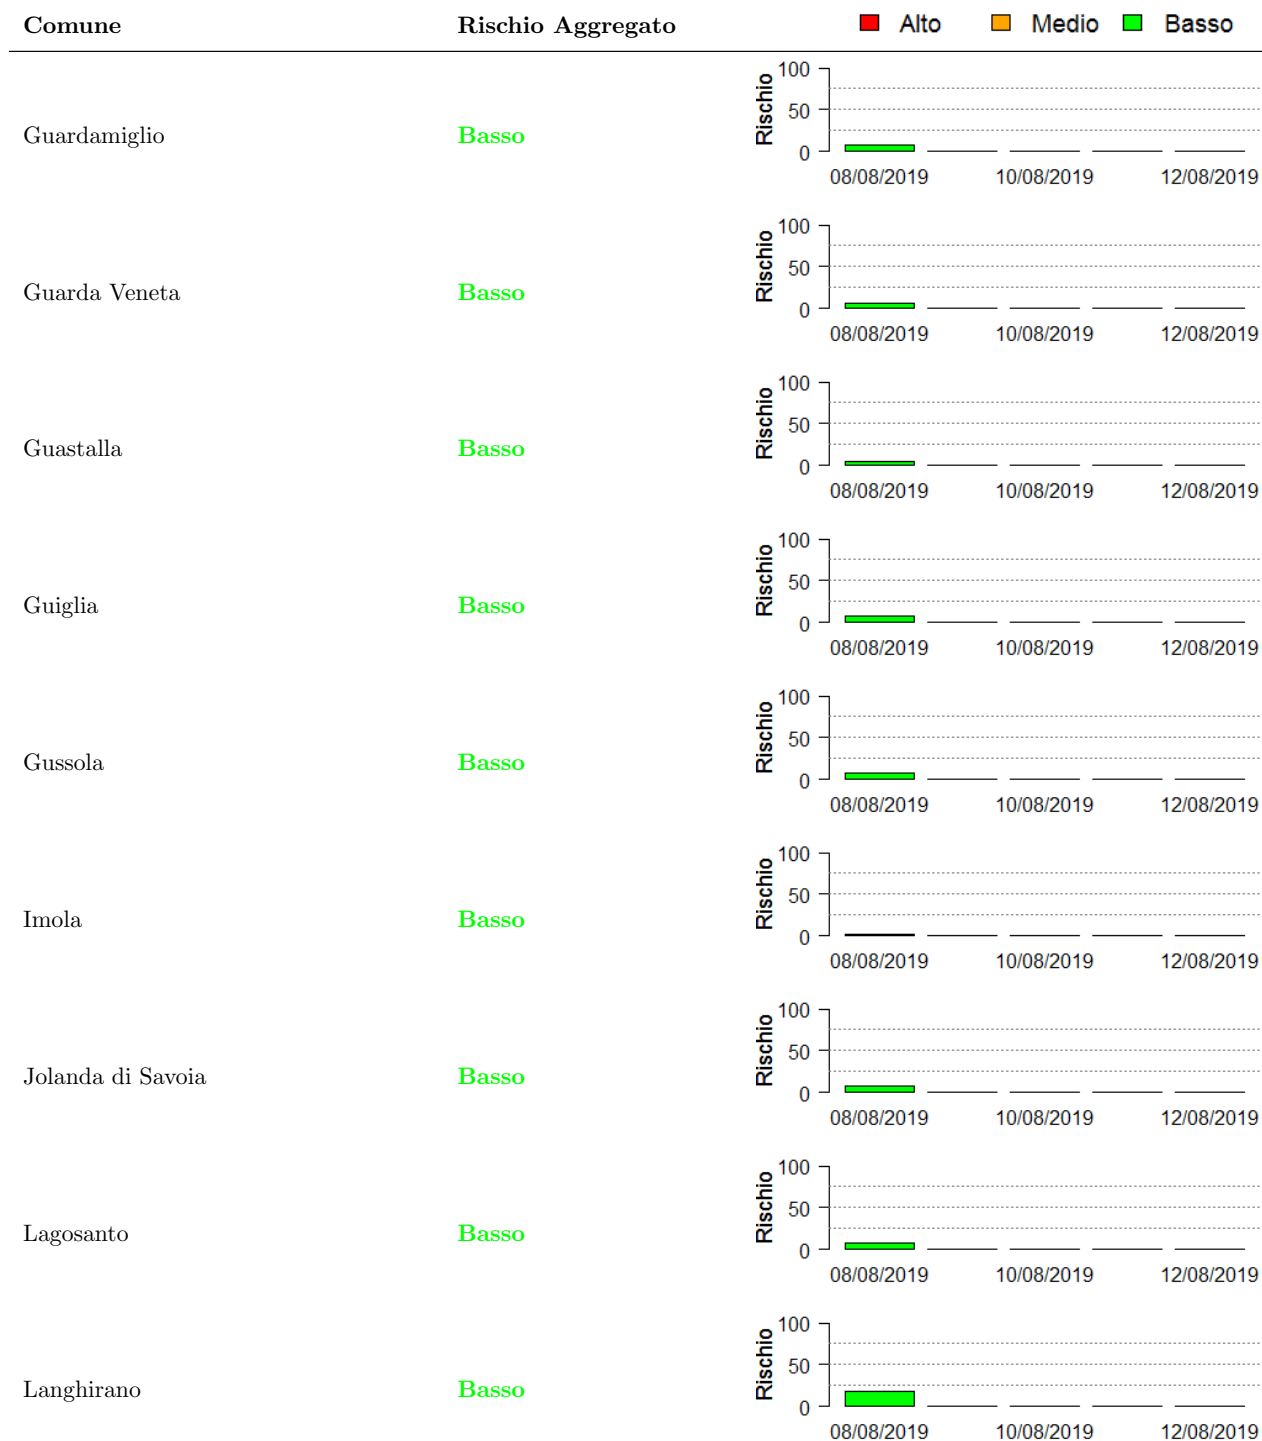 Comune Rischio Aggregato Alto Medio Basso
100
50
0
Rischio
Guardamiglio Basso
08/08/2019 10/08/2019 12/08/2019
100
50
0
Rischio
Guarda Veneta Basso
08/08/2019 10/08/2019 12/08/2019
100
50
0
Rischio
Guastalla Basso
08/08/2019 10/08/2019 12/08/2019
100
50
0
Rischio
Guiglia Basso
08/08/2019 10/08/2019 12/08/2019
100
50
0
Rischio
Gussola Basso
08/08/2019 10/08/2019 12/08/2019
100
50
0
Rischio
Imola Basso
08/08/2019 10/08/2019 12/08/2019
100
50
0
Rischio
Jolanda di Savoia Basso
08/08/2019 10/08/2019 12/08/2019
100
50
0
Rischio
Lagosanto Basso
08/08/2019 10/08/2019 12/08/2019
100
50
0
Rischio
Langhirano Basso
08/08/2019 10/08/2019 12/08/2019